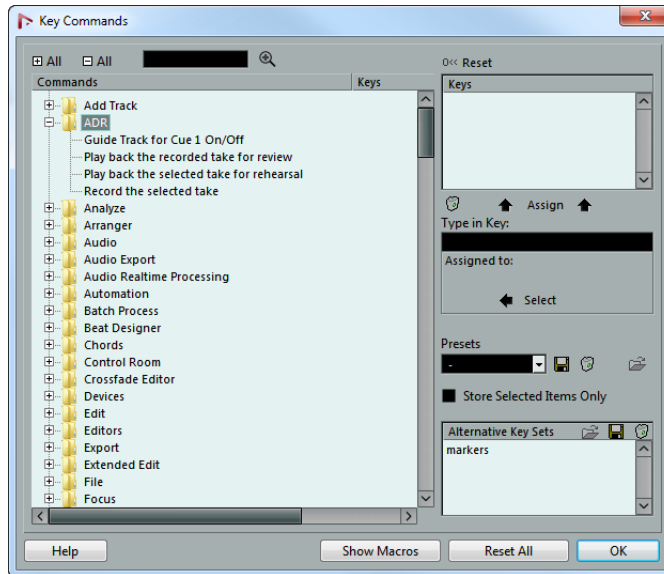 Key Commands
All All
Commands Keys
Add Track
ADR
Guide Track for Cue 1 On/Off
Play back the recorded take for review
Play back the selected take for rehearsal
Record the selected take
Analyze
Arranger
Audio
Audio Export
Audio Realtime Processing
Automation
Batch Process
Beat Designer
Chords
Control Room
Crossfade Editor
Devices
Edit
Editors
Export
Extended Edit
File
Focus
0<< Reset
Keys
Assign
Type in Key:
Assigned to:
Select
Presets
-
Store Selected Items Only
Alternative Key Sets
markers
Help Show Macros Reset All OK